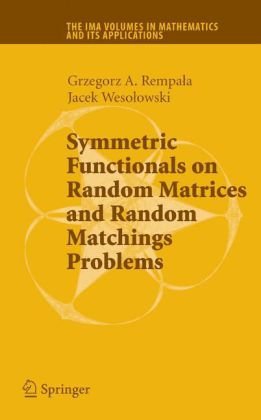 THE IMA VOLUMES IN MATHEMATICS
AND ITS APPLICATIONS
Grzegorz A. Rempała
Jacek Wesołowski
Symmetric
Functionals on
Random Matrices
and Random
Matchings
Problems
Springer